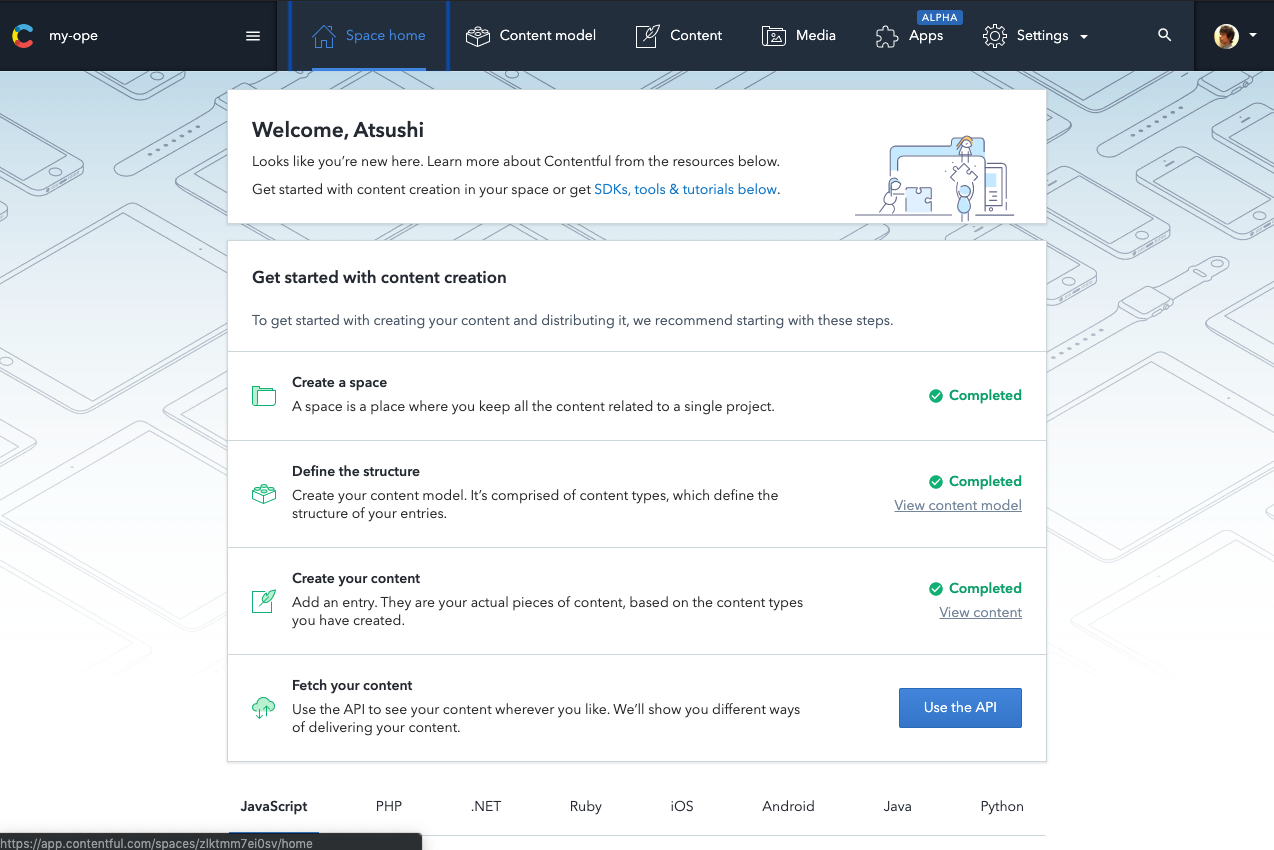 my-ope
Space home
Content model
Content
Media
ALPHA
Apps
Settings
Welcome, Atsushi
Looks like you’re new here. Learn more about Contentful from the resources below.
Get started with content creation in your space or get SDKs, tools & tutorials below.
Get started with content creation
To get started with creating your content and distributing it, we recommend starting with these steps.
Create a space
A space is a place where you keep all the content related to a single project.
Completed
Define the structure
Create your content model. It’s comprised of content types, which define the
structure of your entries.
Completed
View content model
Create your content
Add an entry. They are your actual pieces of content, based on the content types
you have created.
Completed
View content
Fetch your content
Use the API to see your content wherever you like. We’ll show you different ways
of delivering your content.
Use the API
JavaScript
PHP
.NET
Ruby
iOS
Android
Java
Python
https://app.contentful.com/spaces/zlktmm7ei0sv/home